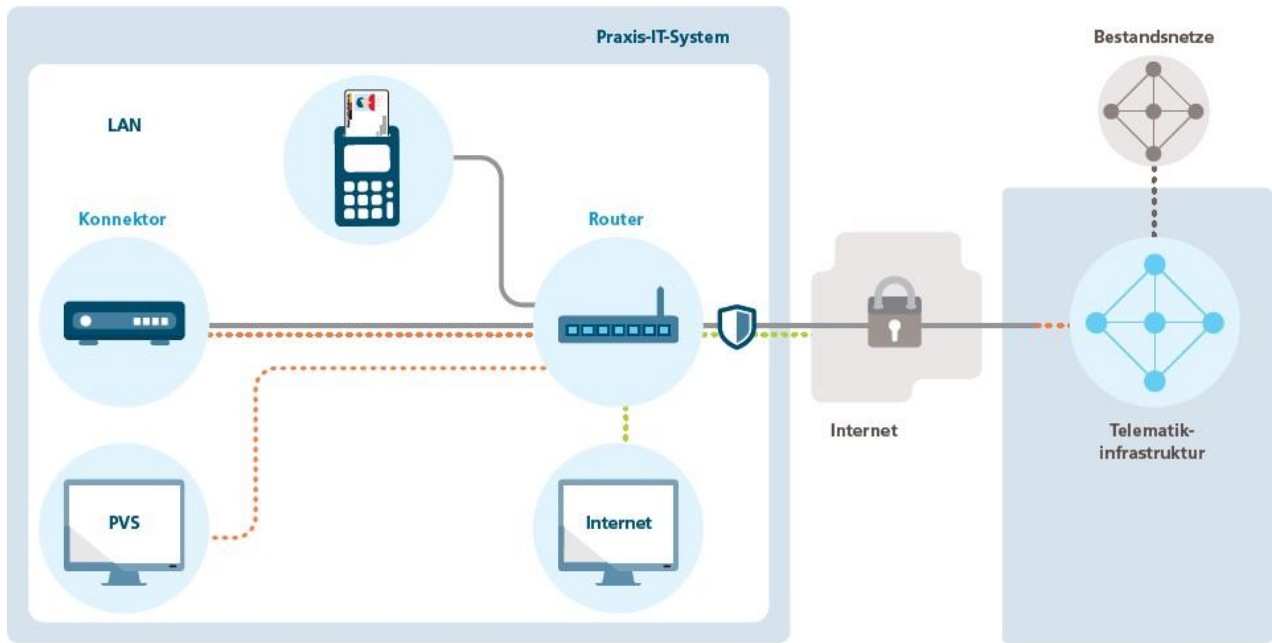 Praxis-IT-System
Bestandsnetze
LAN
Konnektor
Router
Internet
Telematik-
infrastruktur
PVS
Internet